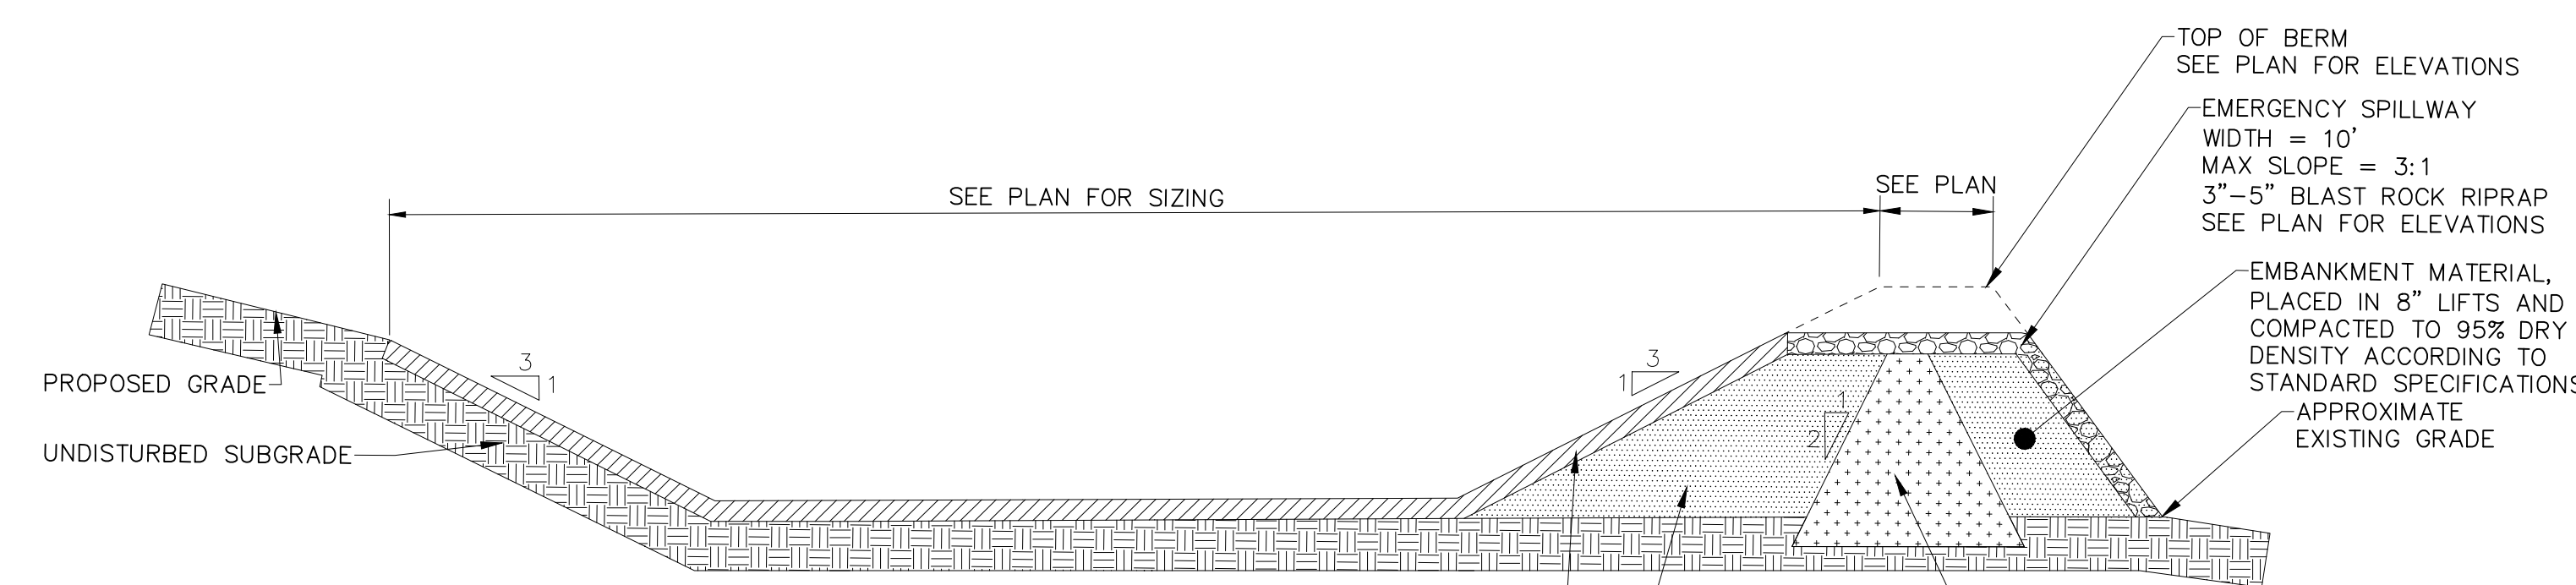 TOP OF BERM
SEE PLAN FOR ELEVATIONS
EMERGENCY SPILLWAY
WIDTH = 10'
MAX SLOPE = 3:1
3"-5" BLAST ROCK RIPRAP
SEE PLAN FOR ELEVATIONS
SEE PLAN FOR SIZING
SEE PLAN
EMBANKMENT MATERIAL,
PLACED IN 8" LIFTS AND
COMPACTED TO 95% DRY
DENSITY ACCORDING TO
STANDARD SPECIFICATIONS
APPROXIMATE
EXISTING GRADE
PROPOSED GRADE
UNDISTURBED SUBGRADE
3
1
3
1
1
2